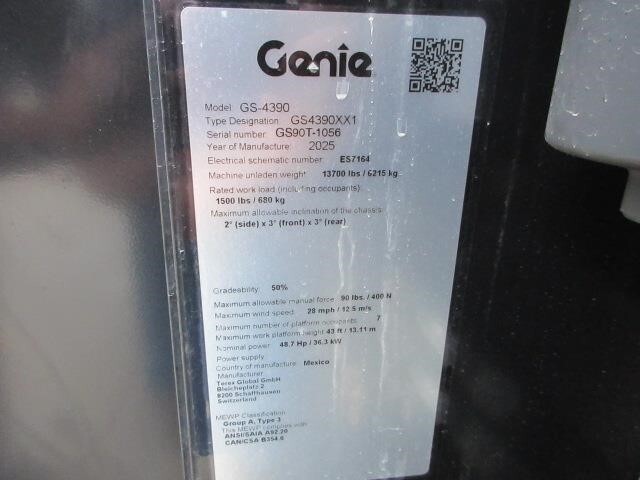 Genie
Model: GS-4390
Type Designation: GS4390XX1
Serial number: GS90T-1056
Year of Manufacture: 2025
Electrical schematic number: ES7164
Machine unladen weight 13700 lbs / 6215 kg
Rated work load (including occupants):
1500 lbs / 680 kg
Maximum allowable inclination of the chassis:
2° (side) x 3° (front) x 3° (rear)
Gradeability: 50%
Maximum allowable manual force: 90 lbs. / 400 N
Maximum wind speed: 28 mph / 12.5 m/s
Maximum number of platform occupants: 7
Maximum work platform height 43 ft / 13.11 m
Nominal power: 48.7 Hp / 36.3 kW
Power supply
Country of manufacture: Mexico
Manufacturer:
Terex Global GmbH
Bleicheplatz 2
8200 Schaffhausen
Switzerland
MEWP Classification
Group A, Type 3
This MEWP complies with:
ANSI/SAIA A92.20
CAN/CSA B354.6